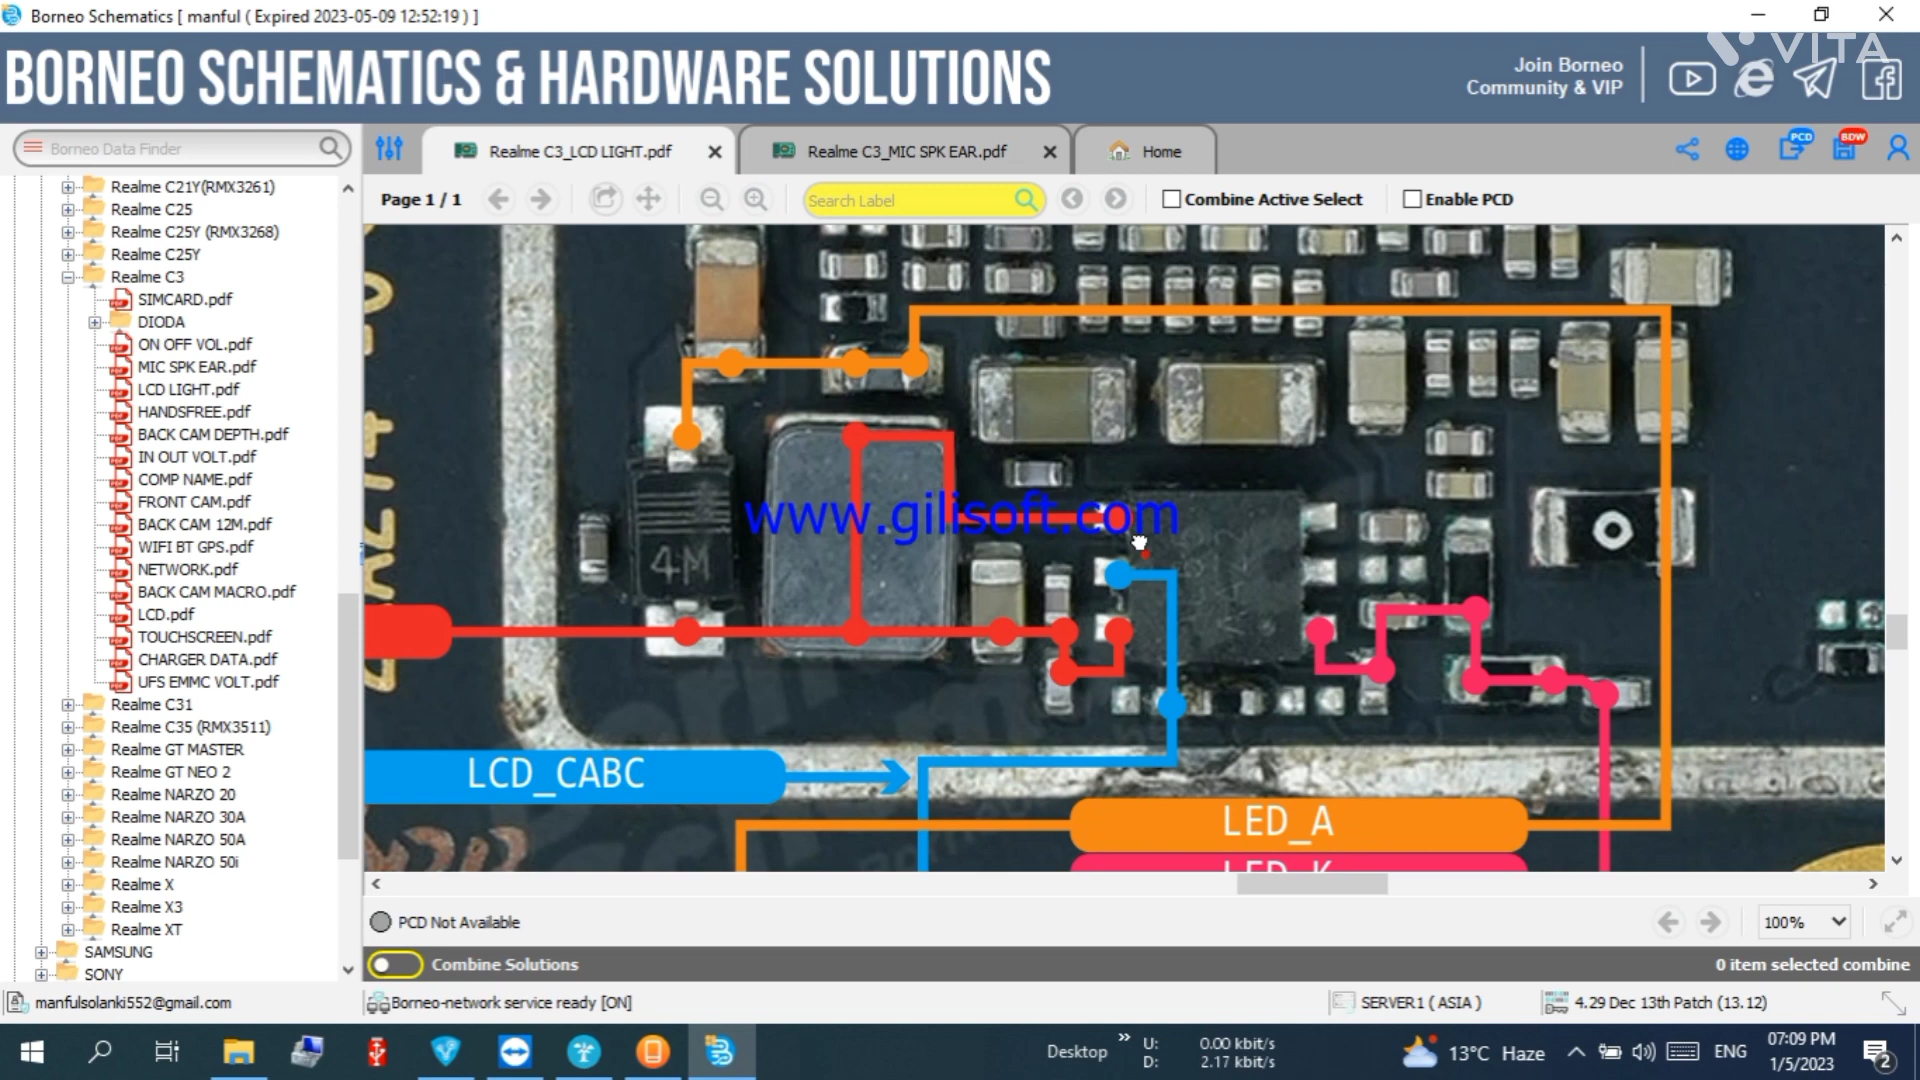 Borneo Schematics [ manful ( Expired 2023-05-09 12:52:19 ) ]
BORNEO SCHEMATICS & HARDWARE SOLUTIONS
Join Borneo
Community & VIP
VITA
Borneo Data Finder
Realme C3_LCD LIGHT.pdf
Realme C3_MIC SPK EAR.pdf
Home
PCD
BDW
Page 1 / 1
Search Label
Combine Active Select
Enable PCD
Realme C21Y(RMX3261)
Realme C25
Realme C25Y (RMX3268)
Realme C25Y
Realme C3
SIMCARD.pdf
DIODA
ON OFF VOL.pdf
MIC SPK EAR.pdf
LCD LIGHT.pdf
HANDSFREE.pdf
BACK CAM DEPTH.pdf
IN OUT VOLT.pdf
COMP NAME.pdf
FRONT CAM.pdf
BACK CAM 12M.pdf
WIFI BT GPS.pdf
NETWORK.pdf
BACK CAM MACRO.pdf
LCD.pdf
TOUCHSCREEN.pdf
CHARGER DATA.pdf
UFS EMMC VOLT.pdf
Realme C31
Realme C35 (RMX3511)
Realme GT MASTER
Realme GT NEO 2
Realme NARZO 20
Realme NARZO 30A
Realme NARZO 50A
Realme NARZO 50i
Realme X
Realme X3
Realme XT
SAMSUNG
SONY
www.gilisoft.com
4M
LCD_CABC
LED_A
LED_K
PCD Not Available
100%
Combine Solutions
0 item selected combine
manfulsolanki552@gmail.com
Borneo-network service ready [ON]
SERVER1 ( ASIA )
4.29 Dec 13th Patch (13.12)
Desktop
U: 0.00 kbit/s
D: 2.17 kbit/s
13°C Haze
ENG
07:09 PM
1/5/2023
2